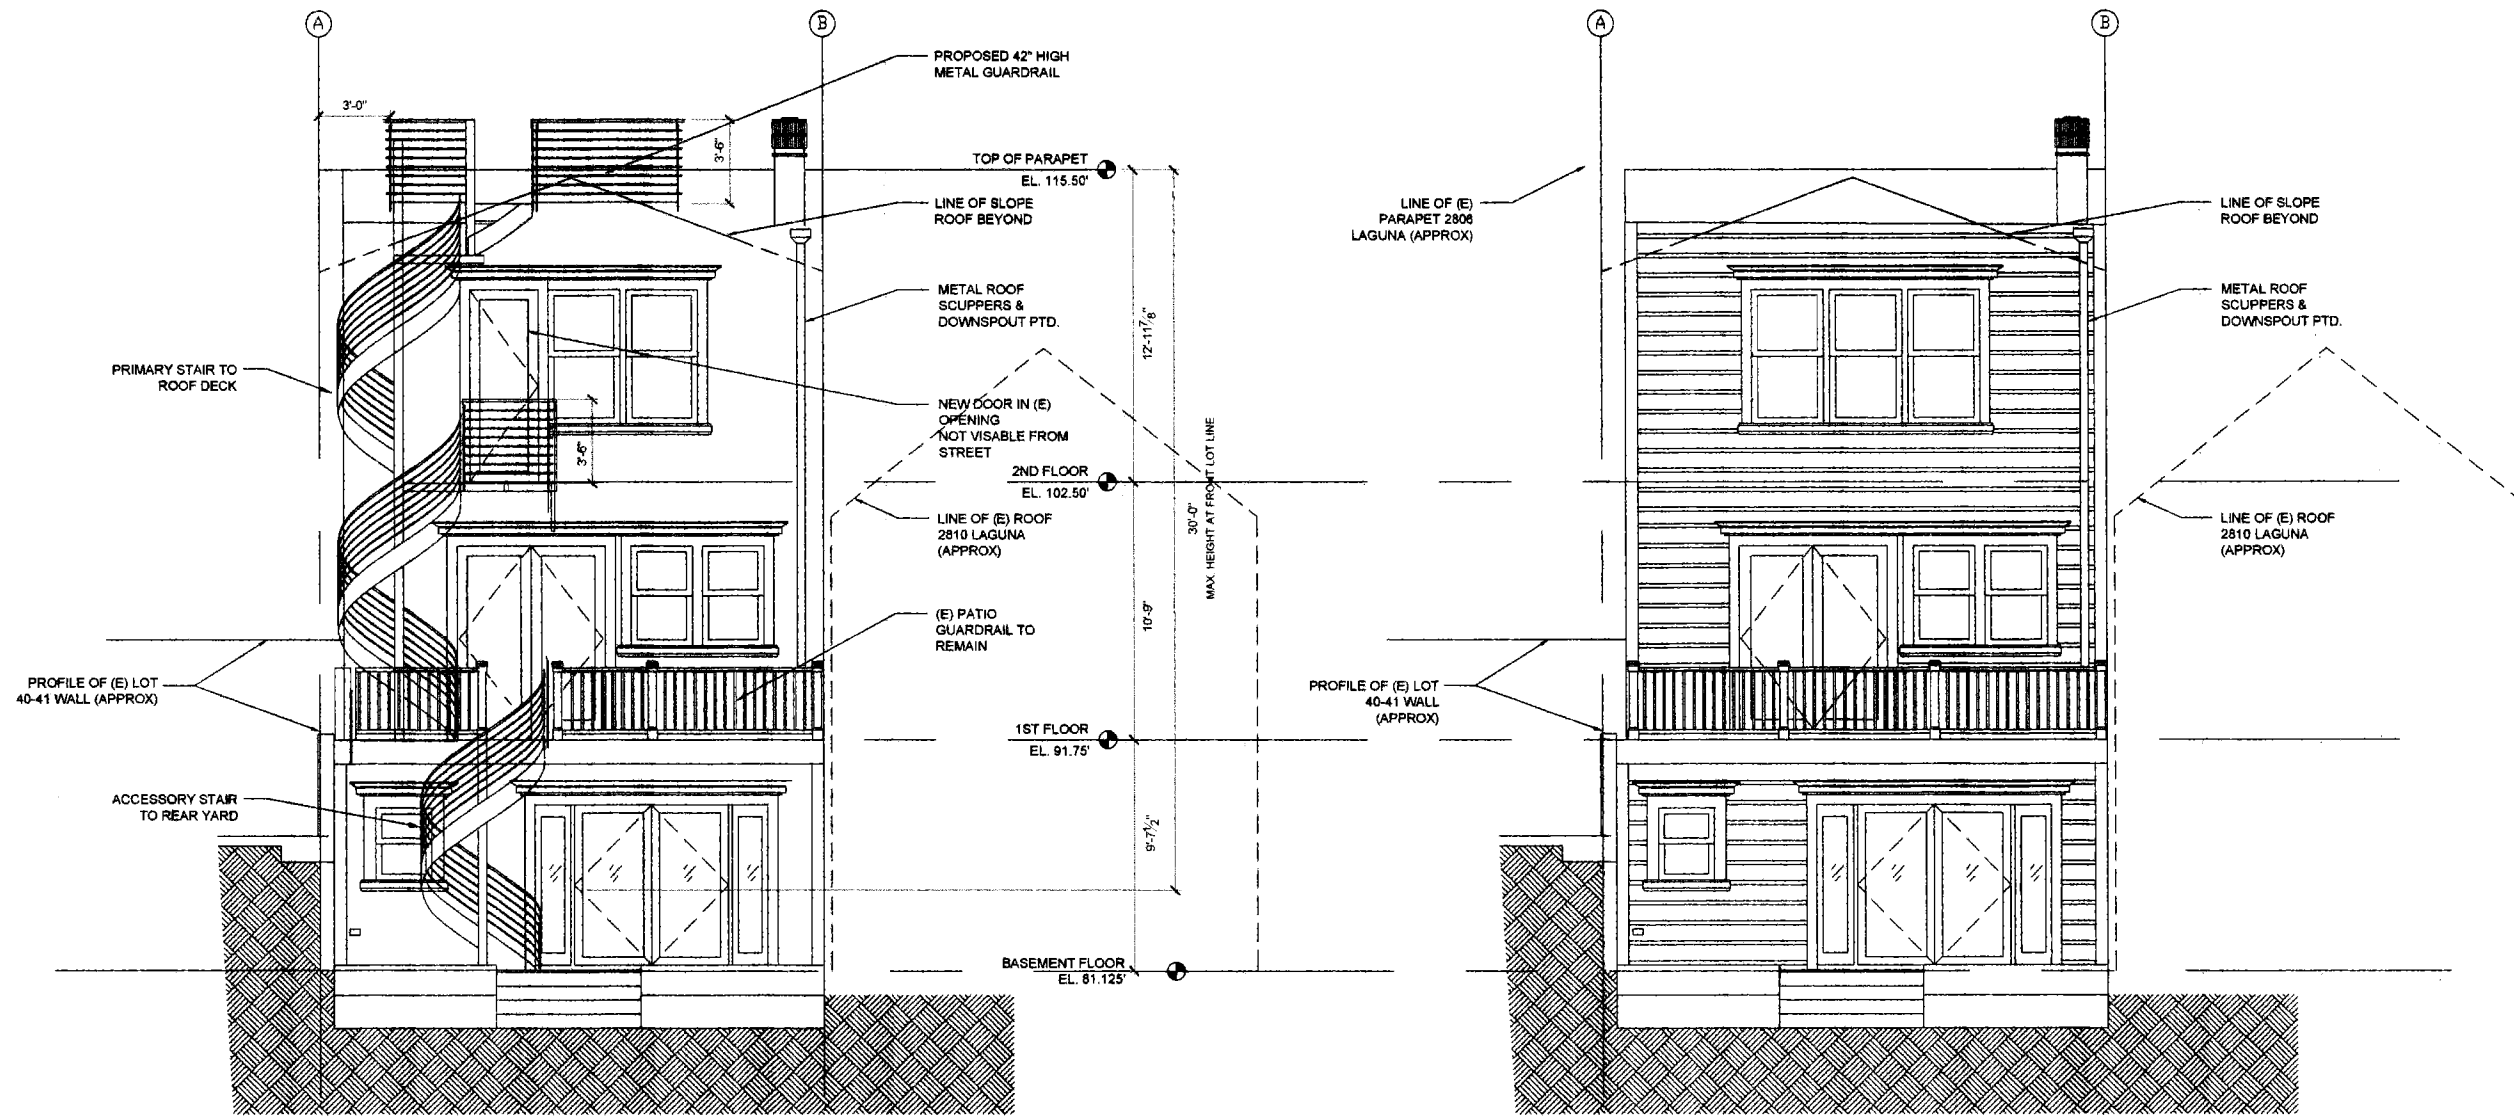 A
B
PROPOSED 42" HIGH
METAL GUARDRAIL
3'-0"
3'-6"
TOP OF PARAPET
EL. 115.50'
LINE OF SLOPE
ROOF BEYOND
METAL ROOF
SCUPPERS &
DOWNSPOUT PTD.
12'-11⅞"
PRIMARY STAIR TO
ROOF DECK
NEW DOOR IN (E)
OPENING
NOT VISABLE FROM
STREET
3'-6"
2ND FLOOR
EL. 102.50'
LINE OF (E) ROOF
2810 LAGUNA
(APPROX)
30'-0"
MAX. HEIGHT AT FRONT LOT LINE
10'-9"
(E) PATIO
GUARDRAIL TO
REMAIN
PROFILE OF (E) LOT
40-41 WALL (APPROX)
1ST FLOOR
EL. 91.75'
ACCESSORY STAIR
TO REAR YARD
9'-7½"
BASEMENT FLOOR
EL. 81.125'
A
B
LINE OF (E)
PARAPET 2806
LAGUNA (APPROX)
LINE OF SLOPE
ROOF BEYOND
METAL ROOF
SCUPPERS &
DOWNSPOUT PTD.
LINE OF (E) ROOF
2810 LAGUNA
(APPROX)
PROFILE OF (E) LOT
40-41 WALL
(APPROX)